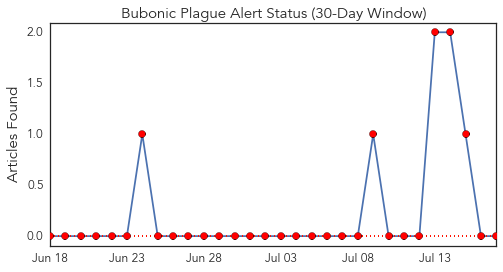 Bubonic Plague Alert Status (30-Day Window)
Articles Found
2.0
1.5
1.0
0.5
0.0
Jun 18 Jun 23 Jun 28 Jul 03 Jul 08 Jul 13